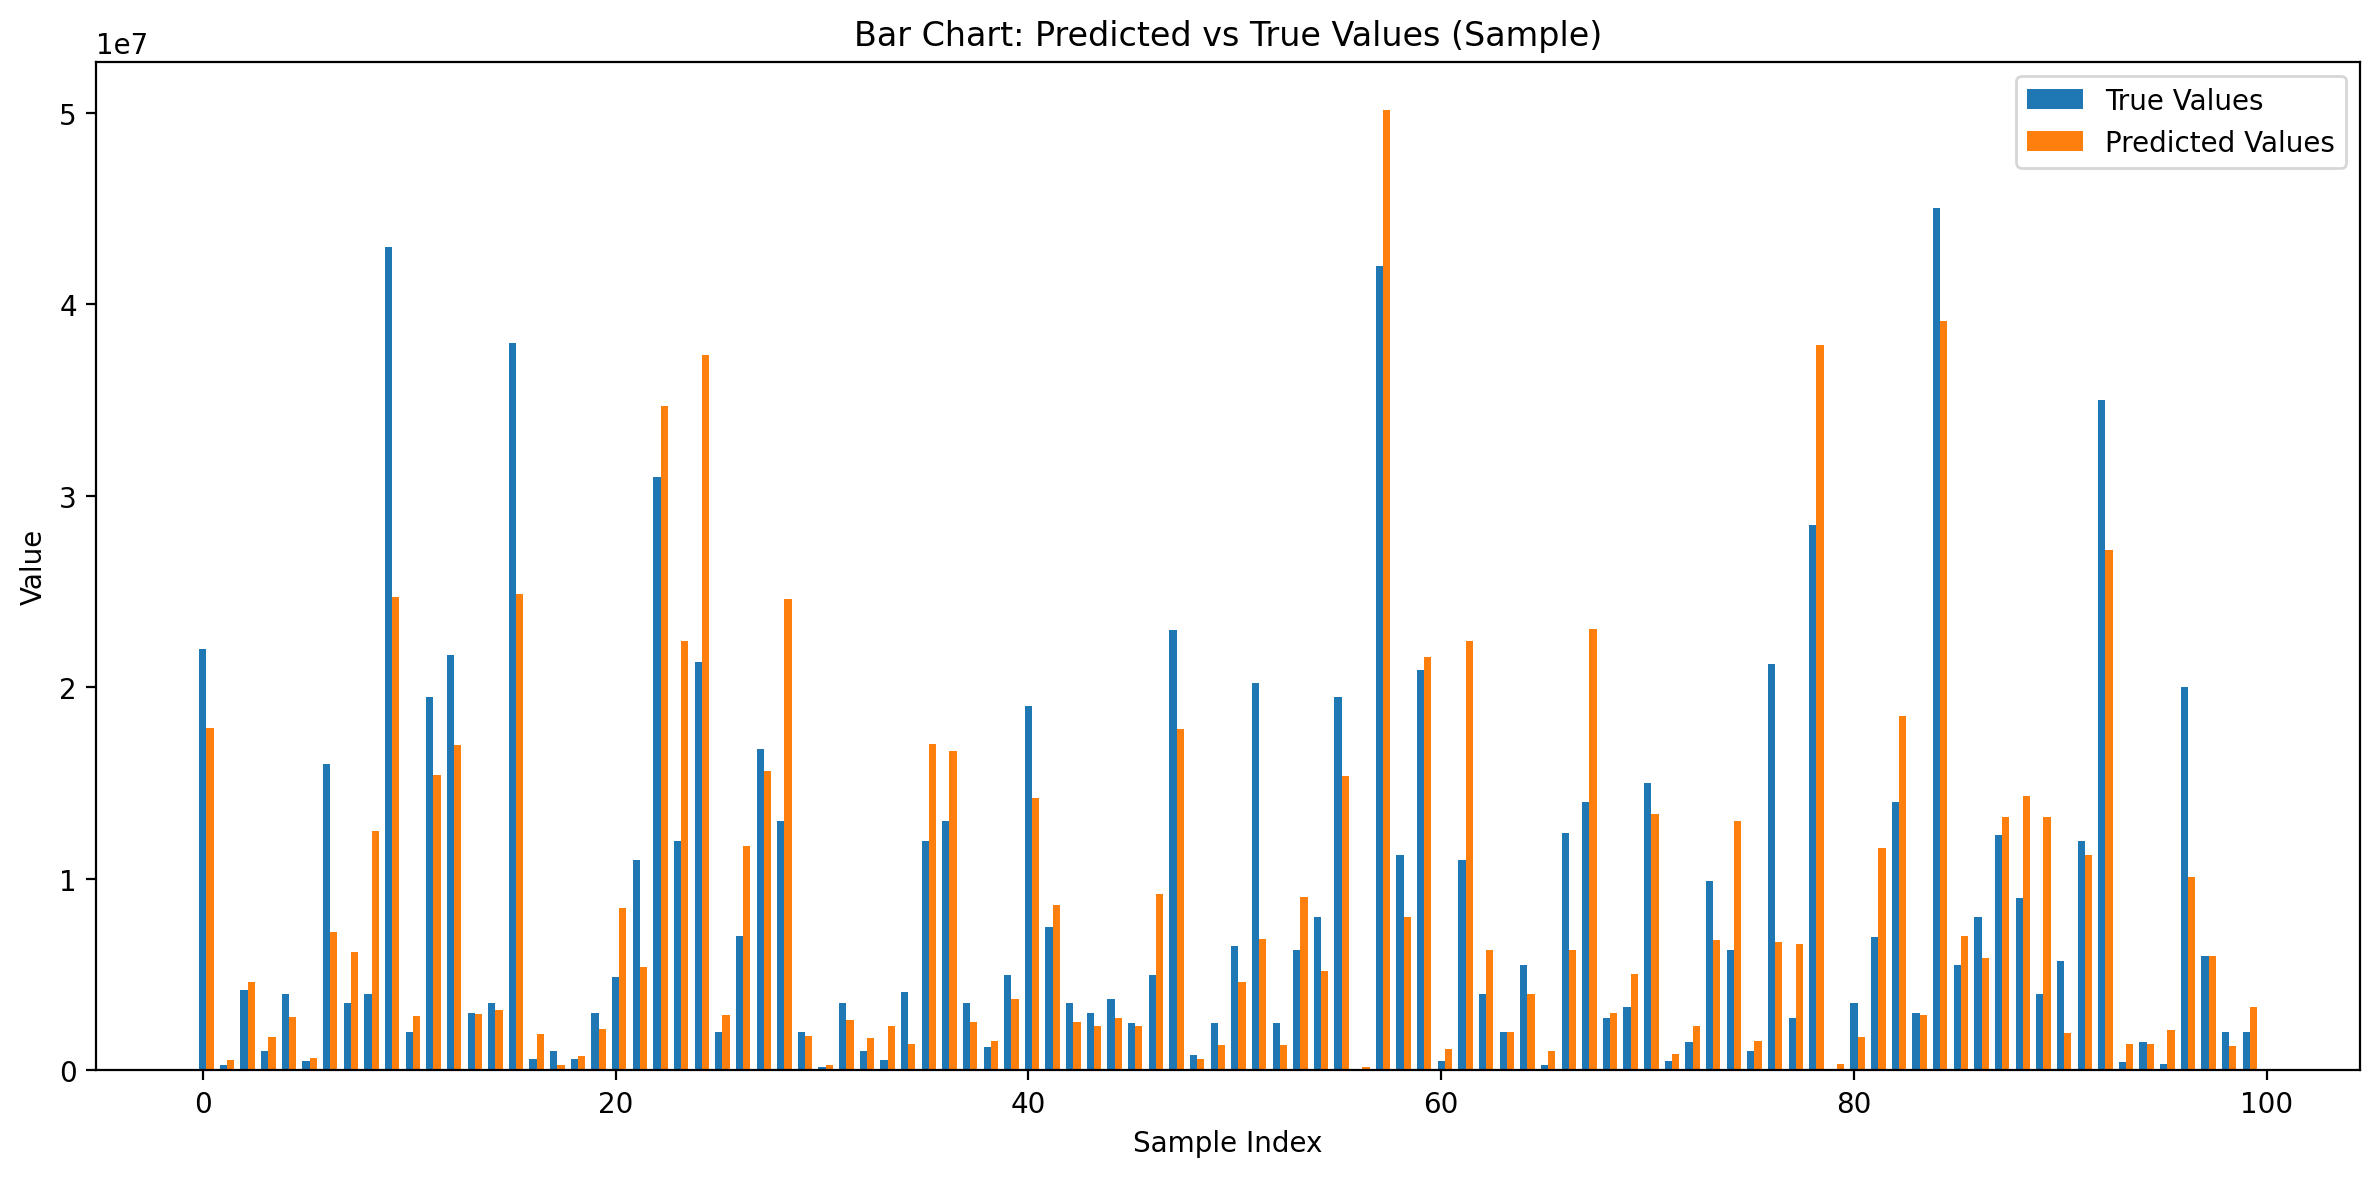 Bar Chart: Predicted vs True Values (Sample)
1e7
True Values
Predicted Values
5
4
3
2
1
0
Value
0 20 40 60 80 100
Sample Index